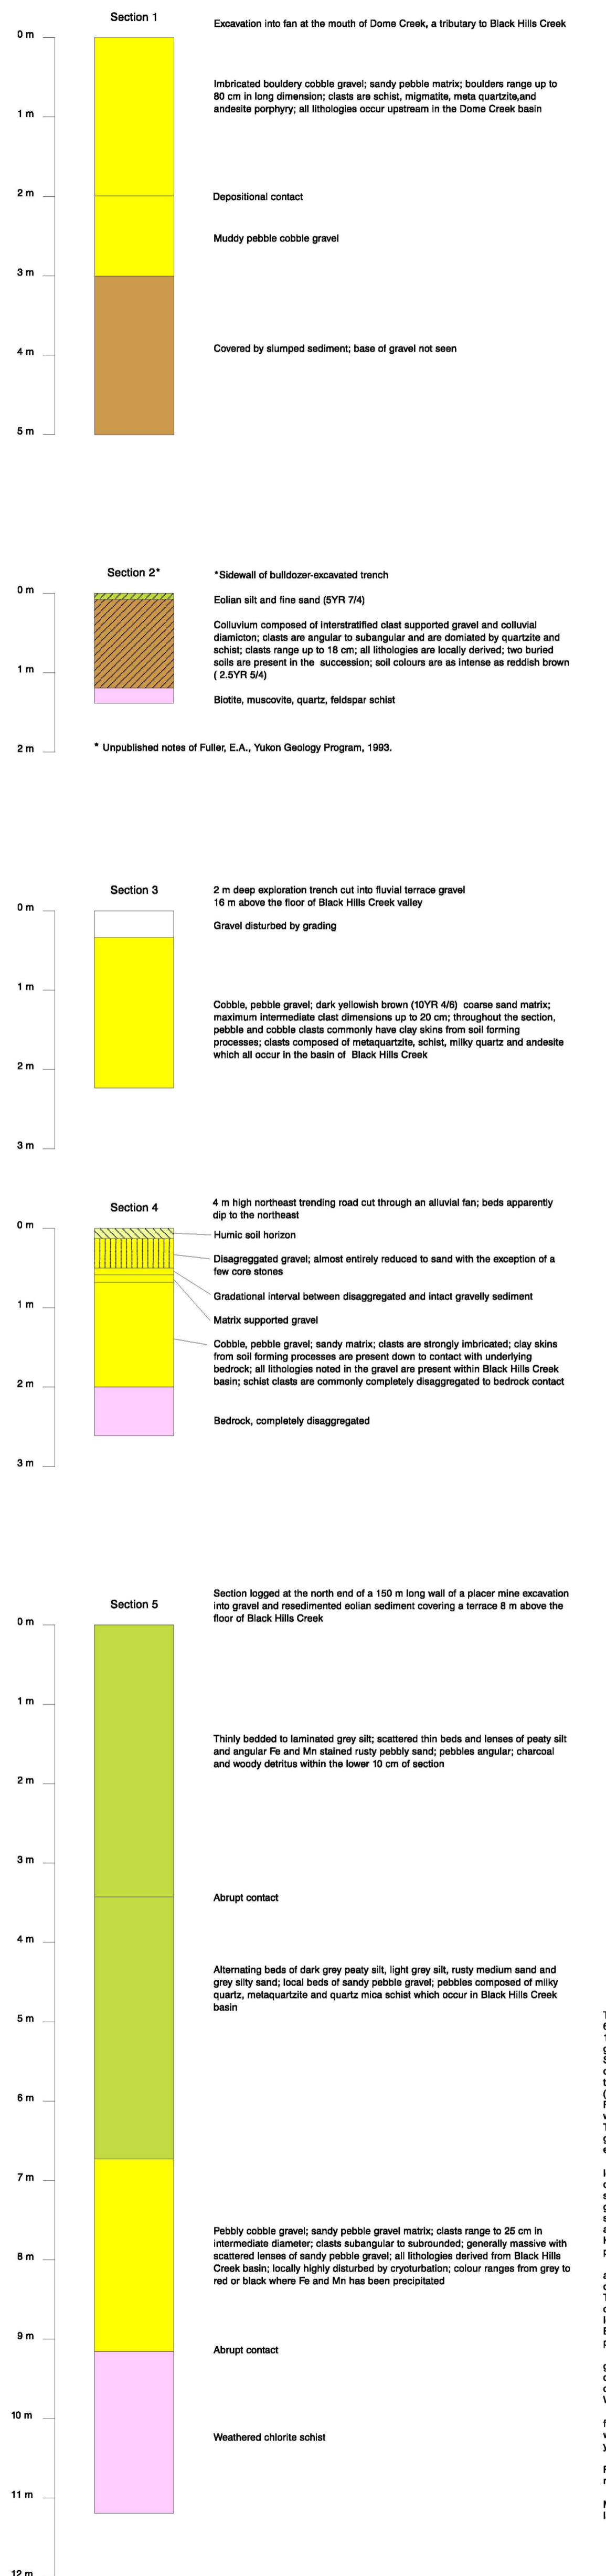 Section 1
Excavation into fan at the mouth of Dome Creek, a tributary to Black Hills Creek
0 m
Imbricated bouldery cobble gravel; sandy pebble matrix; boulders range up to
80 cm in long dimension; clasts are schist, migmatite, meta quartzite,and
andesite porphyry; all lithologies occur upstream in the Dome Creek basin
1 m
2 m
Depositional contact
Muddy pebble cobble gravel
3 m
Covered by slumped sediment; base of gravel not seen
4 m
5 m
Section 2*
*Sidewall of bulldozer-excavated trench
0 m
Eolian silt and fine sand (5YR 7/4)
Colluvium composed of interstratified clast supported gravel and colluvial
diamicton; clasts are angular to subangular and are domiated by quartzite and
schist; clasts range up to 18 cm; all lithologies are locally derived; two buried
soils are present in the succession; soil colours are as intense as reddish brown
( 2.5YR 5/4)
1 m
Biotite, muscovite, quartz, feldspar schist
2 m
* Unpublished notes of Fuller, E.A., Yukon Geology Program, 1993.
Section 3
2 m deep exploration trench cut into fluvial terrace gravel
16 m above the floor of Black Hills Creek valley
0 m
Gravel disturbed by grading
1 m
Cobble, pebble gravel; dark yellowish brown (10YR 4/6) coarse sand matrix;
maximum intermediate clast dimensions up to 20 cm; throughout the section,
pebble and cobble clasts commonly have clay skins from soil forming
processes; clasts composed of metaquartzite, schist, milky quartz and andesite
which all occur in the basin of Black Hills Creek
2 m
3 m
Section 4
4 m high northeast trending road cut through an alluvial fan; beds apparently
dip to the northeast
0 m
Humic soil horizon
Disagreggated gravel; almost entirely reduced to sand with the exception of a
few core stones
Gradational interval between disaggregated and intact gravelly sediment
1 m
Matrix supported gravel
Cobble, pebble gravel; sandy matrix; clasts are strongly imbricated; clay skins
from soil forming processes are present down to contact with underlying
bedrock; all lithologies noted in the gravel are present within Black Hills Creek
basin; schist clasts are commonly completely disaggregated to bedrock contact
2 m
Bedrock, completely disaggregated
3 m
Section 5
Section logged at the north end of a 150 m long wall of a placer mine excavation
into gravel and resedimented eolian sediment covering a terrace 8 m above the
floor of Black Hills Creek
0 m
1 m
Thinly bedded to laminated grey silt; scattered thin beds and lenses of peaty silt
and angular Fe and Mn stained rusty pebbly sand; pebbles angular; charcoal
and woody detritus within the lower 10 cm of section
2 m
3 m
Abrupt contact
4 m
Alternating beds of dark grey peaty silt, light grey silt, rusty medium sand and
grey silty sand; local beds of sandy pebble gravel; pebbles composed of milky
quartz, metaquartzite and quartz mica schist which occur in Black Hills Creek
basin
5 m
6 m
7 m
Pebbly cobble gravel; sandy pebble gravel matrix; clasts range to 25 cm in
intermediate diameter; clasts subangular to subrounded; generally massive with
scattered lenses of sandy pebble gravel; all lithologies derived from Black Hills
Creek basin; locally highly disturbed by cryoturbation; colour ranges from grey to
red or black where Fe and Mn has been precipitated
8 m
9 m
Abrupt contact
10 m
Weathered chlorite schist
11 m
12 m